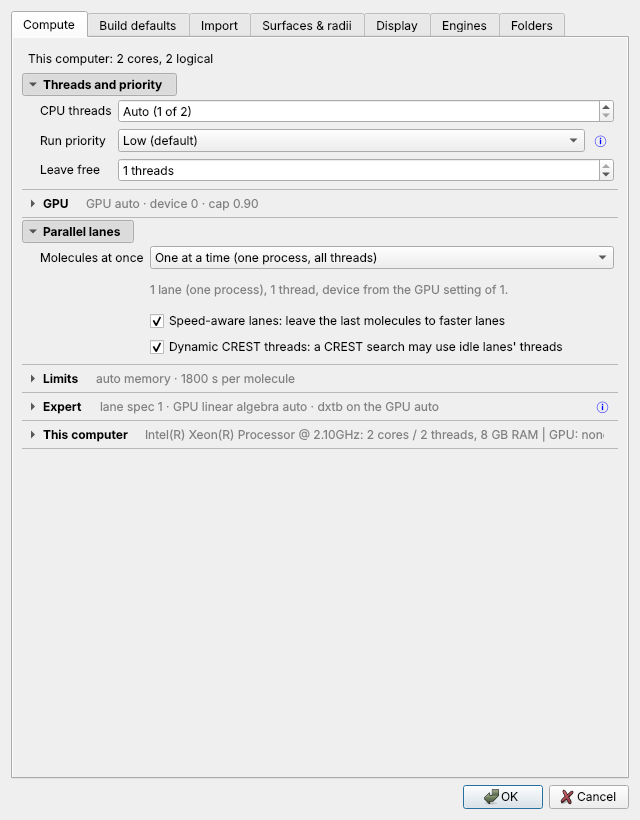 Compute
Build defaults
Import
Surfaces & radii
Display
Engines
Folders
This computer: 2 cores, 2 logical
Threads and priority
CPU threads
Auto (1 of 2)
Run priority
Low (default)
Leave free
1 threads
GPU
GPU auto · device 0 · cap 0.90
Parallel lanes
Molecules at once
One at a time (one process, all threads)
1 lane (one process), 1 thread, device from the GPU setting of 1.
Speed-aware lanes: leave the last molecules to faster lanes
Dynamic CREST threads: a CREST search may use idle lanes' threads
Limits
auto memory · 1800 s per molecule
Expert
lane spec 1 · GPU linear algebra auto · dxtb on the GPU auto
This computer
Intel(R) Xeon(R) Processor @ 2.10GHz: 2 cores / 2 threads, 8 GB RAM | GPU: none
OK
Cancel